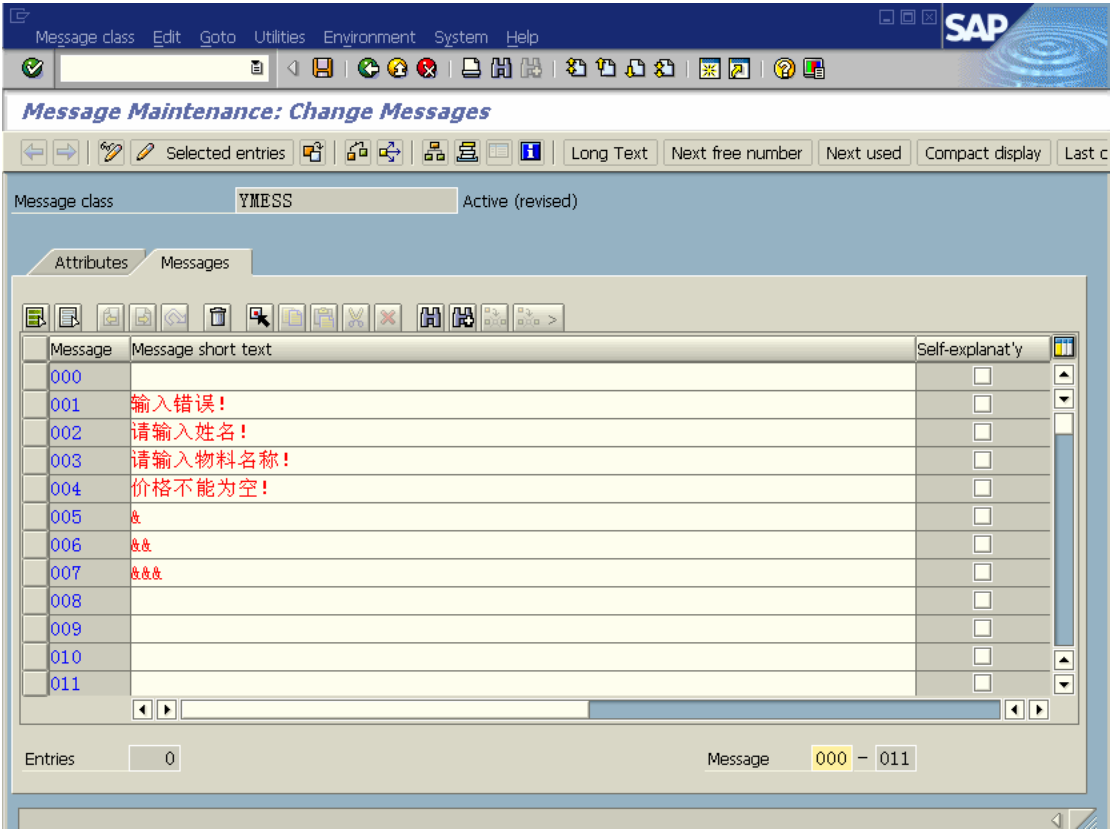 Message class Edit Goto Utilities Environment System Help
SAP
Message Maintenance: Change Messages
Selected entries Long Text Next free number Next used Compact display Last c
Message class YMESS Active (revised)
Attributes Messages
Message Message short text Self-explanat'y
000
001 输入错误!
002 请输入姓名!
003 请输入物料名称!
004 价格不能为空!
005 &
006 &&
007 &&&
008
009
010
011
Entries 0 Message 000 - 011